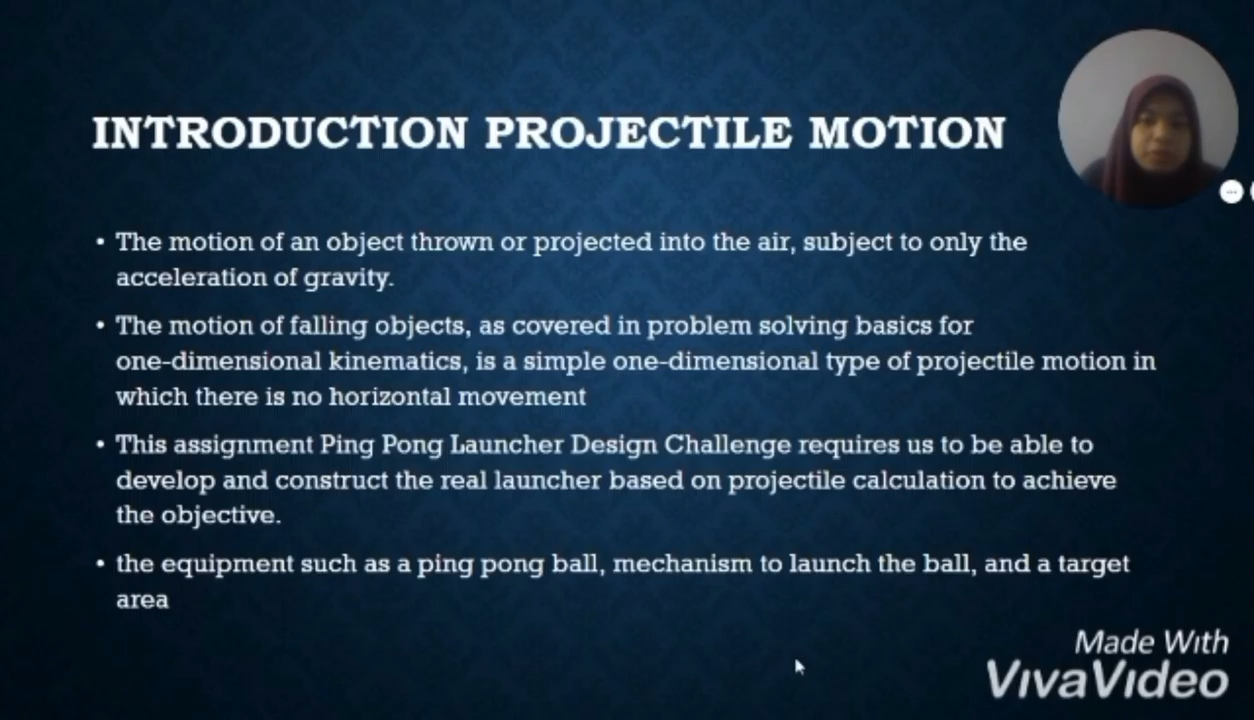 INTRODUCTION PROJECTILE MOTION
• The motion of an object thrown or projected into the air, subject to only the
acceleration of gravity.
• The motion of falling objects, as covered in problem solving basics for
one-dimensional kinematics, is a simple one-dimensional type of projectile motion in
which there is no horizontal movement
• This assignment Ping Pong Launcher Design Challenge requires us to be able to
develop and construct the real launcher based on projectile calculation to achieve
the objective.
• the equipment such as a ping pong ball, mechanism to launch the ball, and a target
area
Made With
VivaVideo